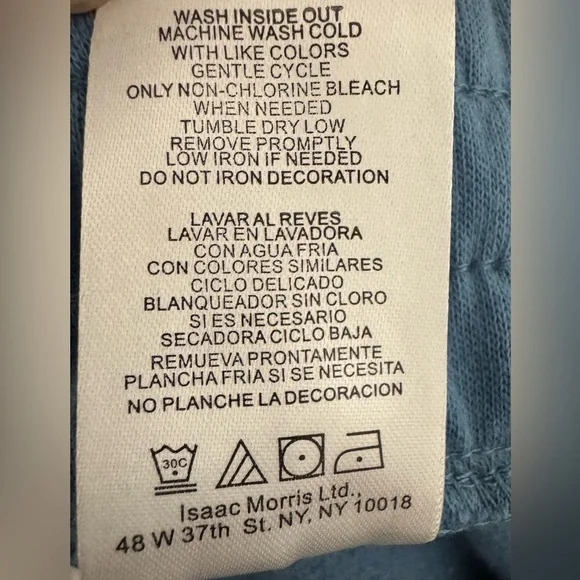 WASH INSIDE OUT
MACHINE WASH COLD
WITH LIKE COLORS
GENTLE CYCLE
ONLY NON-CHLORINE BLEACH
WHEN NEEDED
TUMBLE DRY LOW
REMOVE PROMPTLY
LOW IRON IF NEEDED
DO NOT IRON DECORATION
LAVAR AL REVES
LAVAR EN LAVADORA
CON AGUA FRIA
CON COLORES SIMILARES
CICLO DELICADO
BLANQUEADOR SIN CLORO
SI ES NECESARIO
SECADORA CICLO BAJA
REMUEVA PRONTAMENTE
PLANCHA FRIA SI SE NECESITA
NO PLANCHE LA DECORACION
30C
Isaac Morris Ltd.,
48 W 37th St. NY, NY 10018